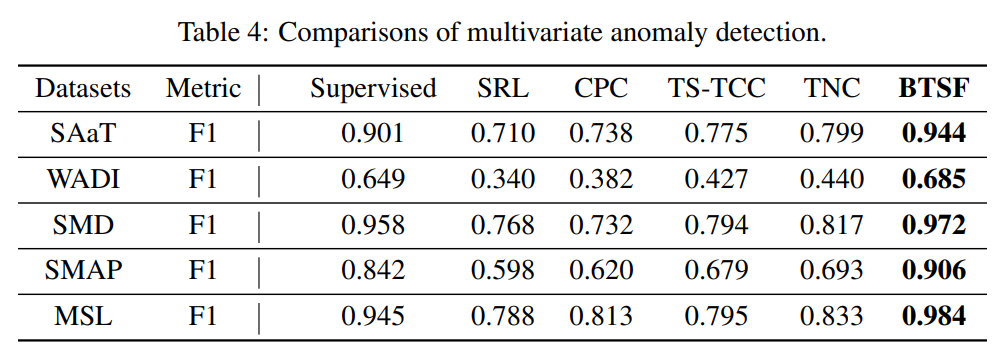 Table 4: Comparisons of multivariate anomaly detection.
Datasets Metric Supervised SRL CPC TS-TCC TNC BTSF
SAaT F1 0.901 0.710 0.738 0.775 0.799 0.944
WADI F1 0.649 0.340 0.382 0.427 0.440 0.685
SMD F1 0.958 0.768 0.732 0.794 0.817 0.972
SMAP F1 0.842 0.598 0.620 0.679 0.693 0.906
MSL F1 0.945 0.788 0.813 0.795 0.833 0.984